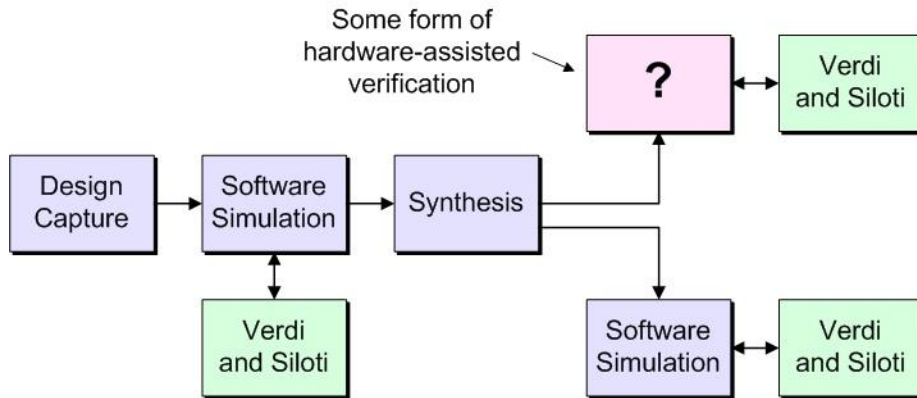 Some form of
hardware-assisted
verification
?
Verdi
and Siloti
Design
Capture
Software
Simulation
Synthesis
Verdi
and Siloti
Software
Simulation
Verdi
and Siloti